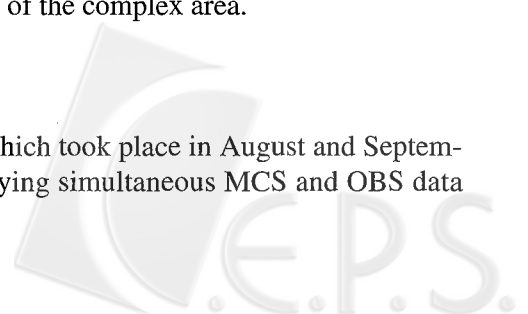 of the complex area.
hich took place in August and Septem-
ying simultaneous MCS and OBS data
C.E.P.S.